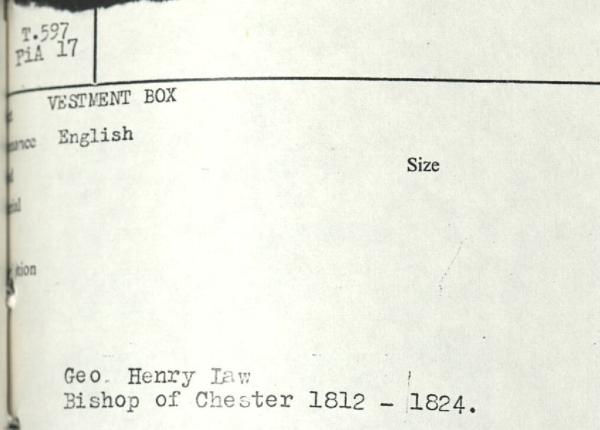 T.597
PiA 17
VESTMENT BOX
English
Size
Geo. Henry Law
Bishop of Chester 1812 - 1824.